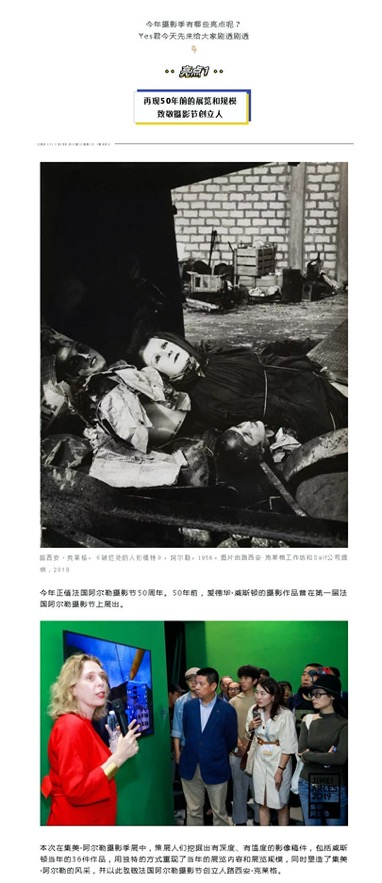 今年摄影季有哪些亮点呢？
Yes君今天先来给大家剧透剧透
亮点1
再现50年前的展览和规模
致敬摄影节创立人
路西安·克莱格。《破烂处的人形模特》。阿尔勒。1956。图片由路西安·克莱格工作坊和Saif公司提
供，2019
今年正值法国阿尔勒摄影节50周年。50年前，爱德华·威斯顿的摄影作品曾在第一届法
国阿尔勒摄影节上展出。
JIMEI
ARLES
2019
本次在集美·阿尔勒摄影季展中，策展人们挖掘出有深度、有温度的影像稿件，包括威斯
顿当年的36件作品，用独特的方式重现了当年的展览内容和展览规模，同时塑造了集美
·阿尔勒的风采，并以此致敬法国阿尔勒摄影节创立人路西安·克莱格。